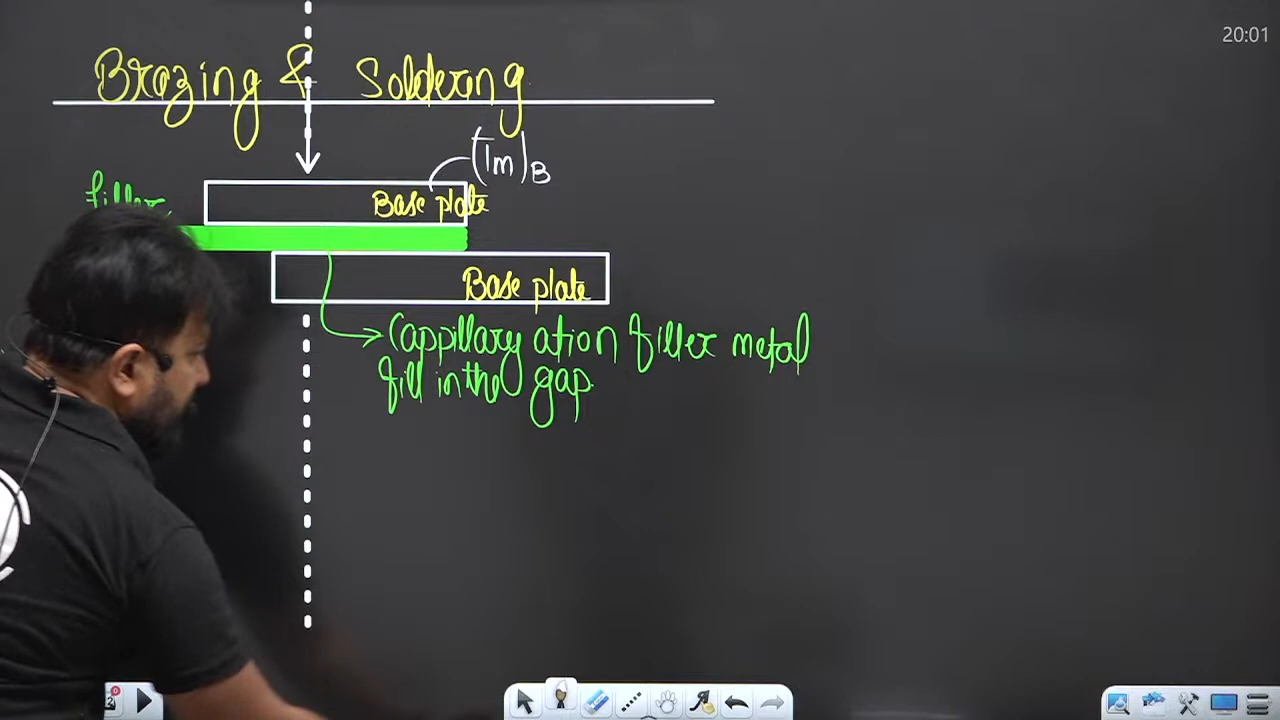 20:01
Brazing & Soldering
(Tm)B
filler
Base plate
Base plate
Cappillary ation filler metal
fill in the gap.